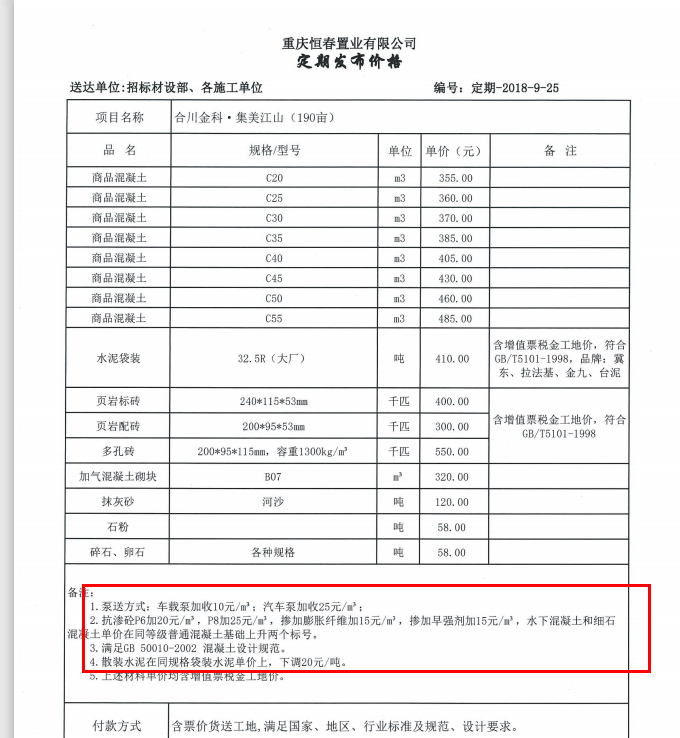 重庆恒春置业有限公司
定期发布价格
送达单位:招标材设部、各施工单位 编号：定期-2018-9-25
项目名称 合川金科·集美江山（190亩）
品 名 规格/型号 单位 单价（元） 备 注
商品混凝土 C20 m3 355.00
商品混凝土 C25 m3 360.00
商品混凝土 C30 m3 370.00
商品混凝土 C35 m3 385.00
商品混凝土 C40 m3 405.00
商品混凝土 C45 m3 430.00
商品混凝土 C50 m3 460.00
商品混凝土 C55 m3 485.00
水泥袋装 32.5R（大厂） 吨 410.00 含增值票税金工地价，符合
GB/T5101-1998，品牌：冀
东、拉法基、金九、台泥
页岩标砖 240*115*53mm 千匹 400.00
页岩配砖 200*95*53mm 千匹 300.00
含增值票税金工地价，符合
GB/T5101-1998
多孔砖 200*95*115mm，容重1300kg/m³ 千匹 550.00
加气混凝土砌块 B07 m³ 320.00
抹灰砂 河沙 吨 120.00
石粉 吨 58.00
碎石、卵石 各种规格 吨 58.00
备注：
1.泵送方式：车载泵加收10元/m³；汽车泵加收25元/m³；
2.抗渗砼P6加20元/m³，P8加25元/m³，掺加膨胀纤维加15元/m³，掺加早强剂加15元/m³，水下混凝土和细石
混凝土单价在同等级普通混凝土基础上升两个标号。
3.满足GB 50010-2002 混凝土设计规范。
4.散装水泥在同规格袋装水泥单价上，下调20元/吨。
5.上述材料单价均含增值票税金工地价。
付款方式 含票价货送工地,满足国家、地区、行业标准及规范、设计要求。